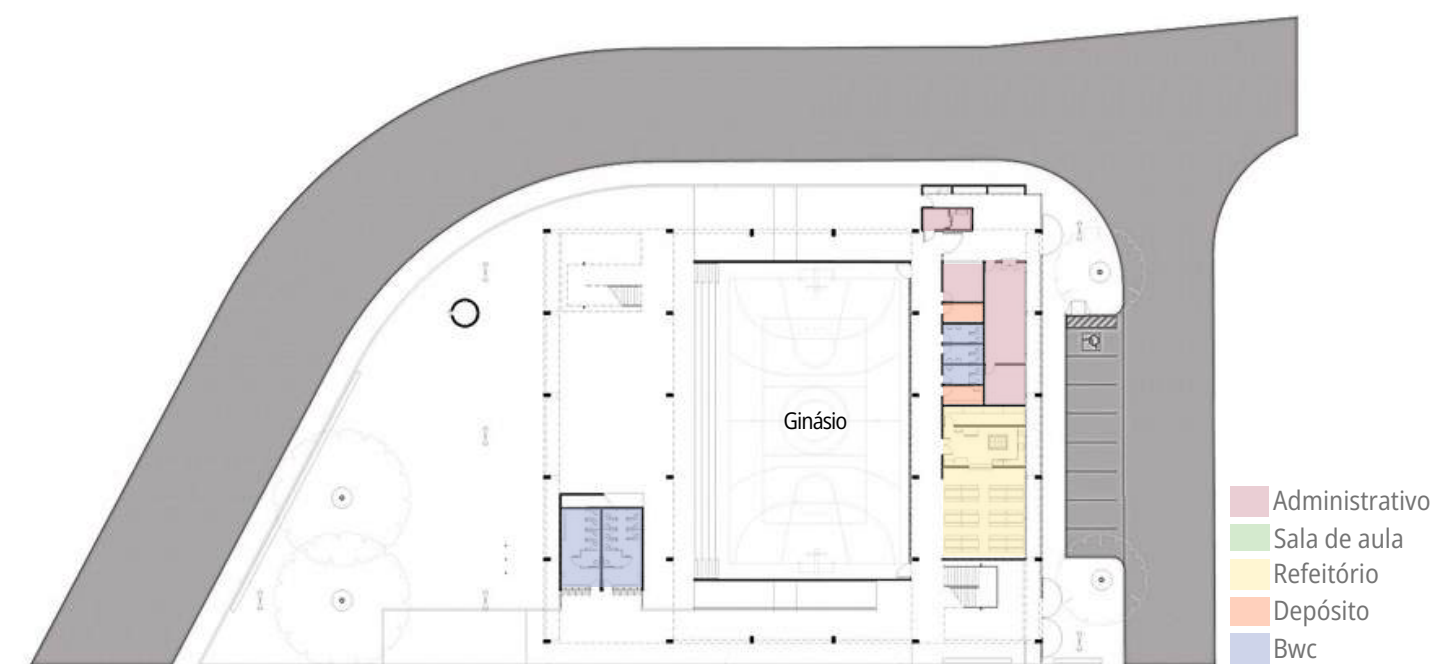 Ginásio
Administrativo
Sala de aula
Refeitório
Depósito
Bwc